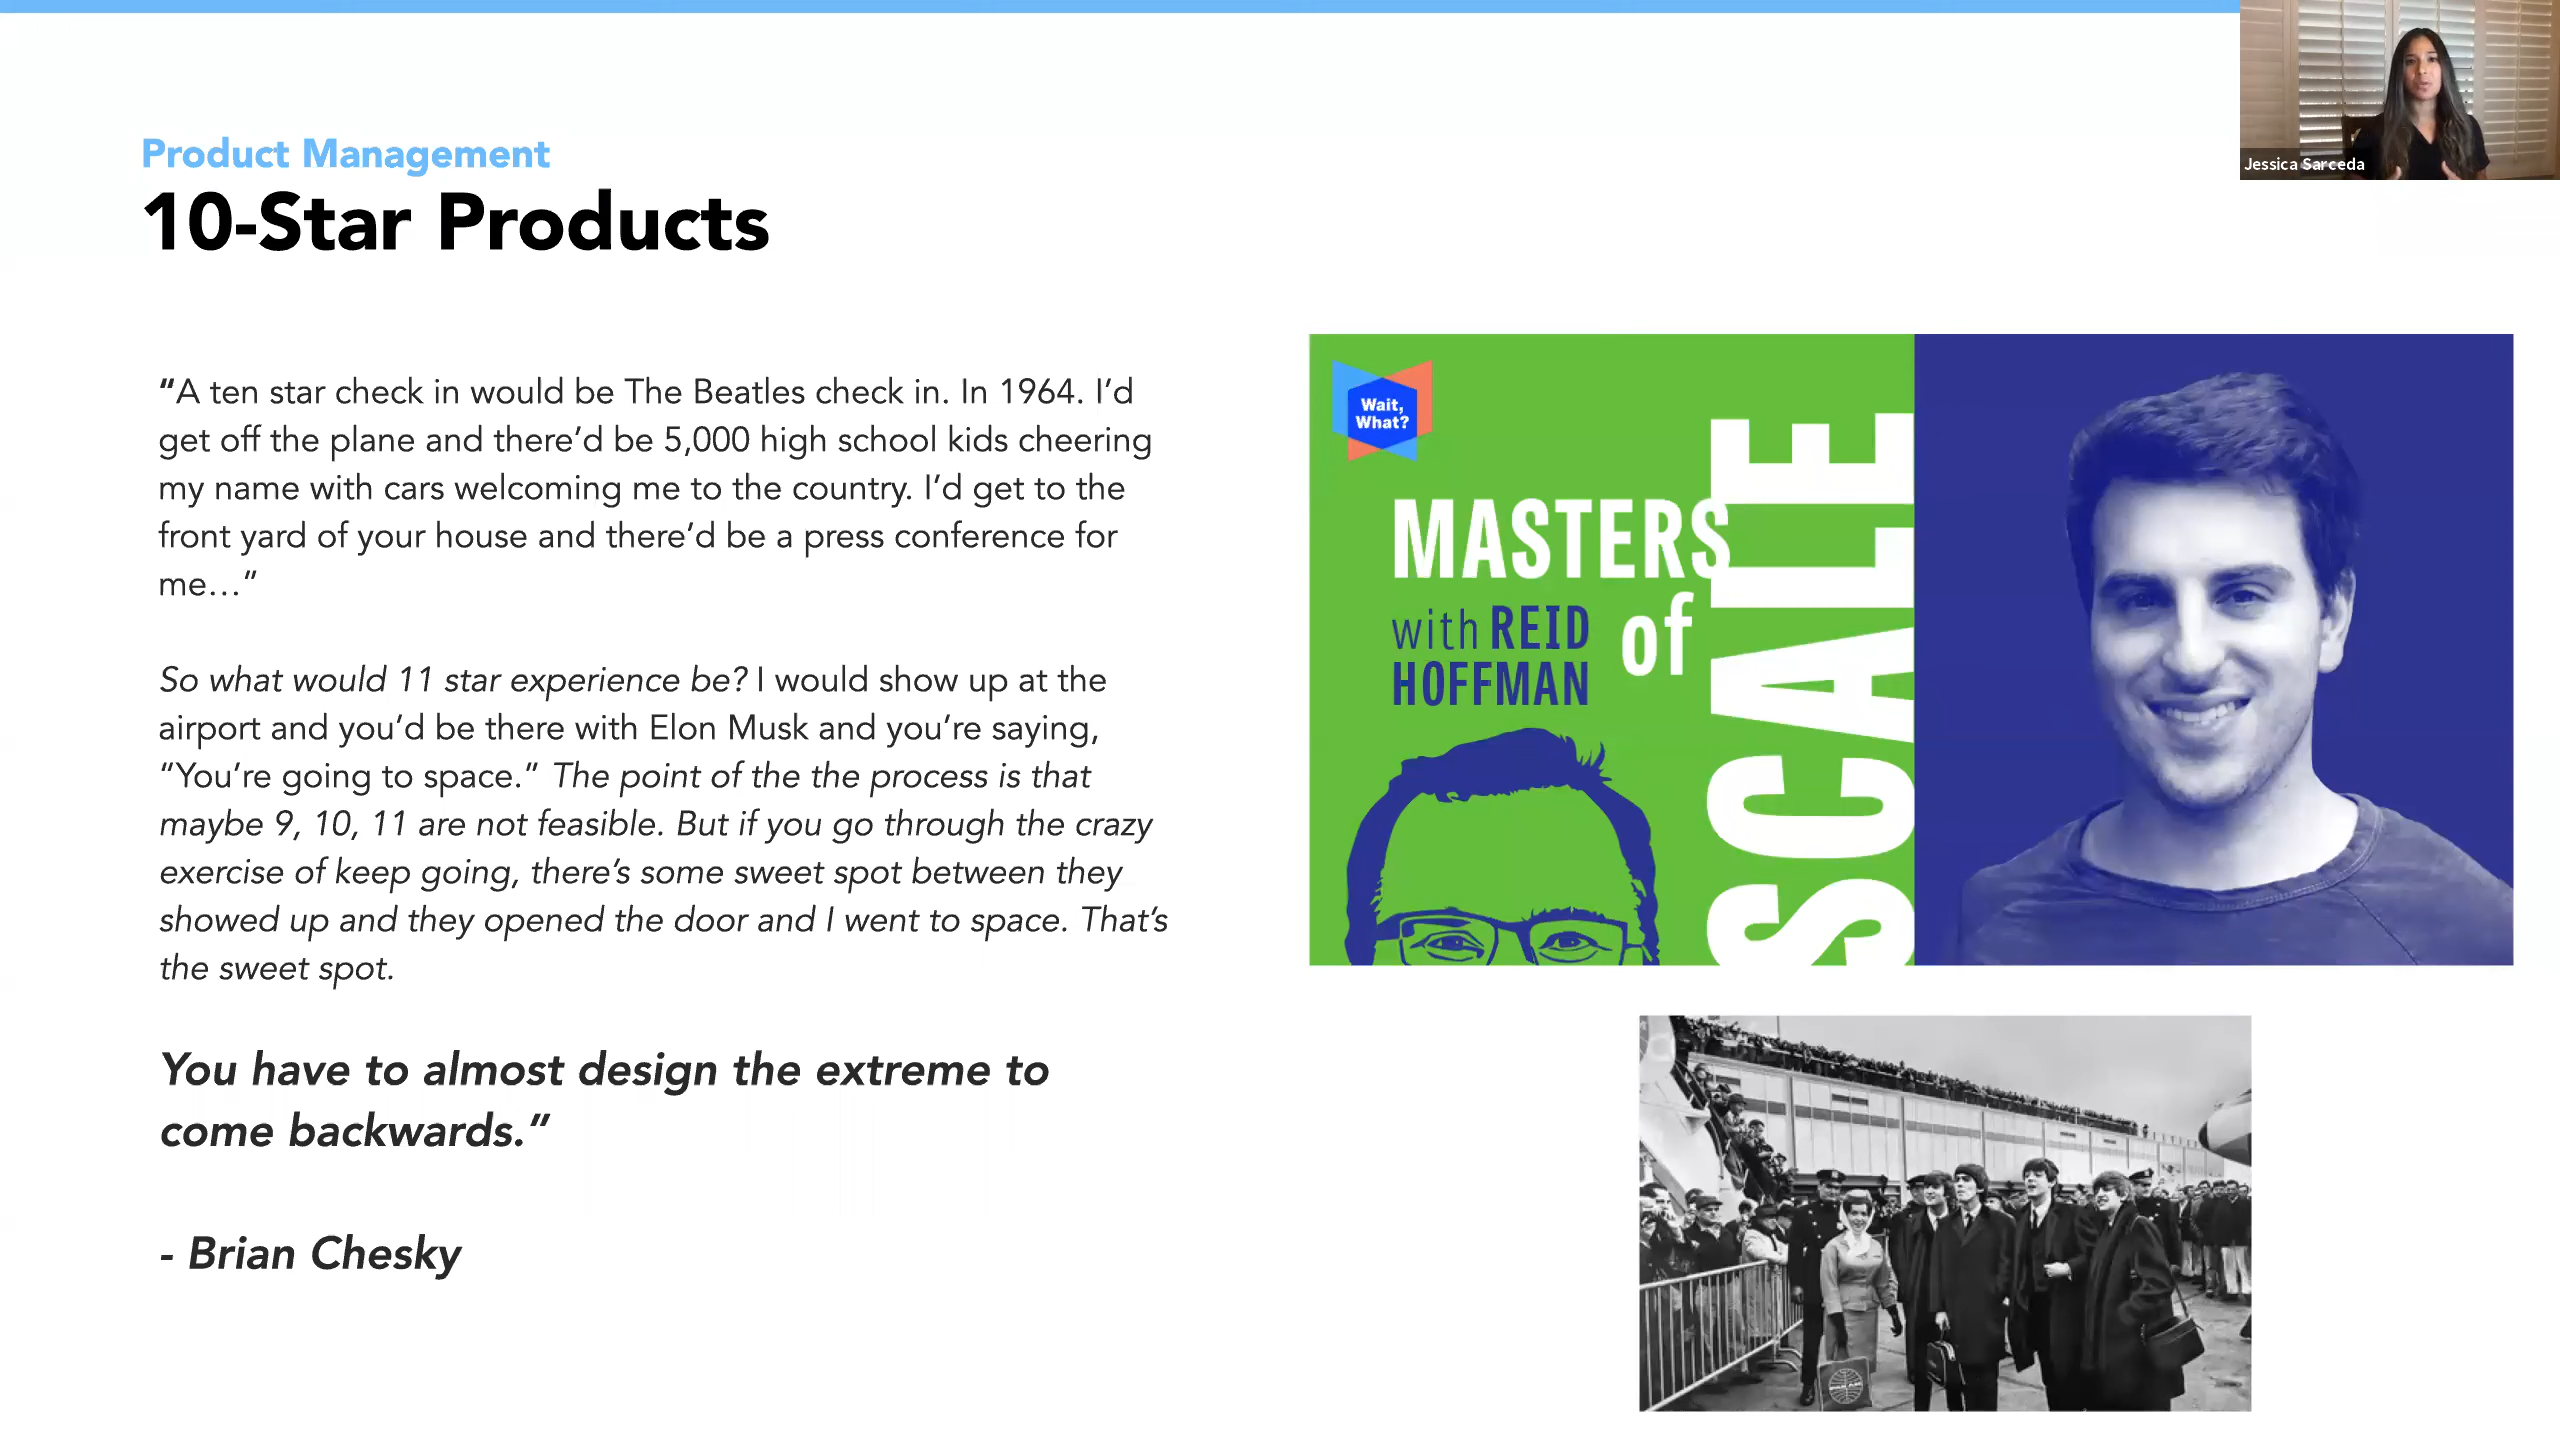 Jessica Sarceda
Product Management
10-Star Products
“A ten star check in would be The Beatles check in. In 1964. I’d
get off the plane and there’d be 5,000 high school kids cheering
my name with cars welcoming me to the country. I’d get to the
front yard of your house and there’d be a press conference for
me…”
So what would 11 star experience be? I would show up at the
airport and you’d be there with Elon Musk and you’re saying,
“You’re going to space.” The point of the the process is that
maybe 9, 10, 11 are not feasible. But if you go through the crazy
exercise of keep going, there’s some sweet spot between they
showed up and they opened the door and I went to space. That’s
the sweet spot.
You have to almost design the extreme to
come backwards.”
- Brian Chesky
Wait,
What?
MASTERS
of
SCALE
with REID
HOFFMAN